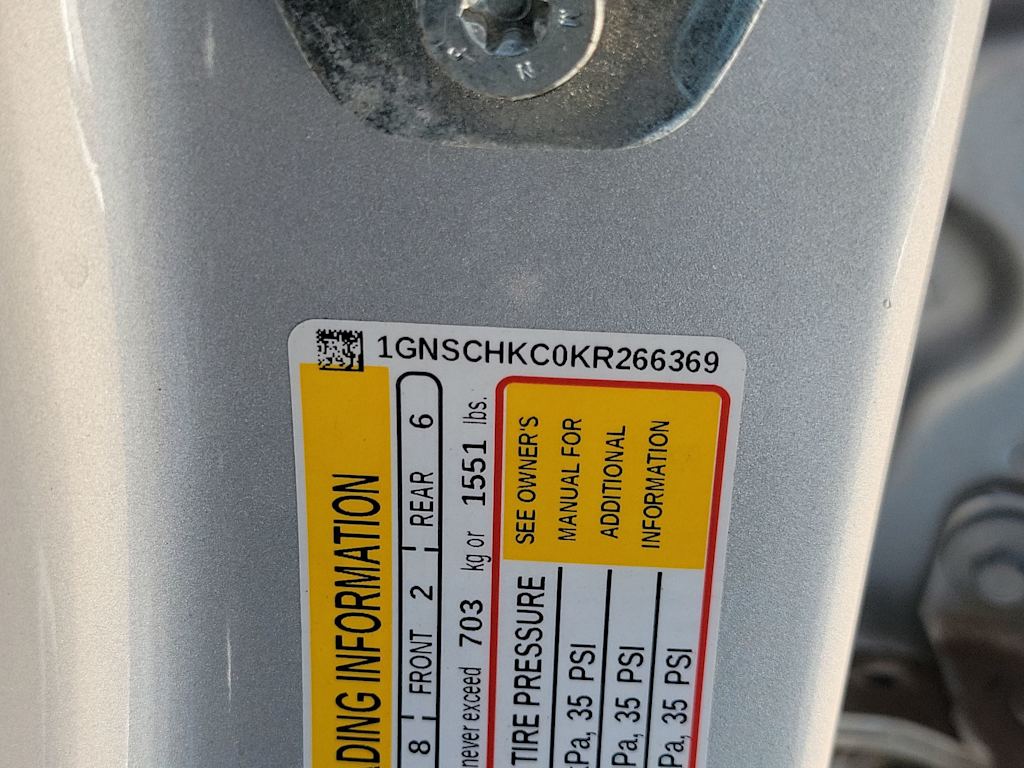 1GNSCHKC0KR266369
ADING INFORMATION
8 FRONT 2 REAR 6
never exceed 703 kg or 1551 lbs.
TIRE PRESSURE
Pa, 35 PSI
Pa, 35 PSI
Pa, 35 PSI
SEE OWNER'S
MANUAL FOR
ADDITIONAL
INFORMATION
N